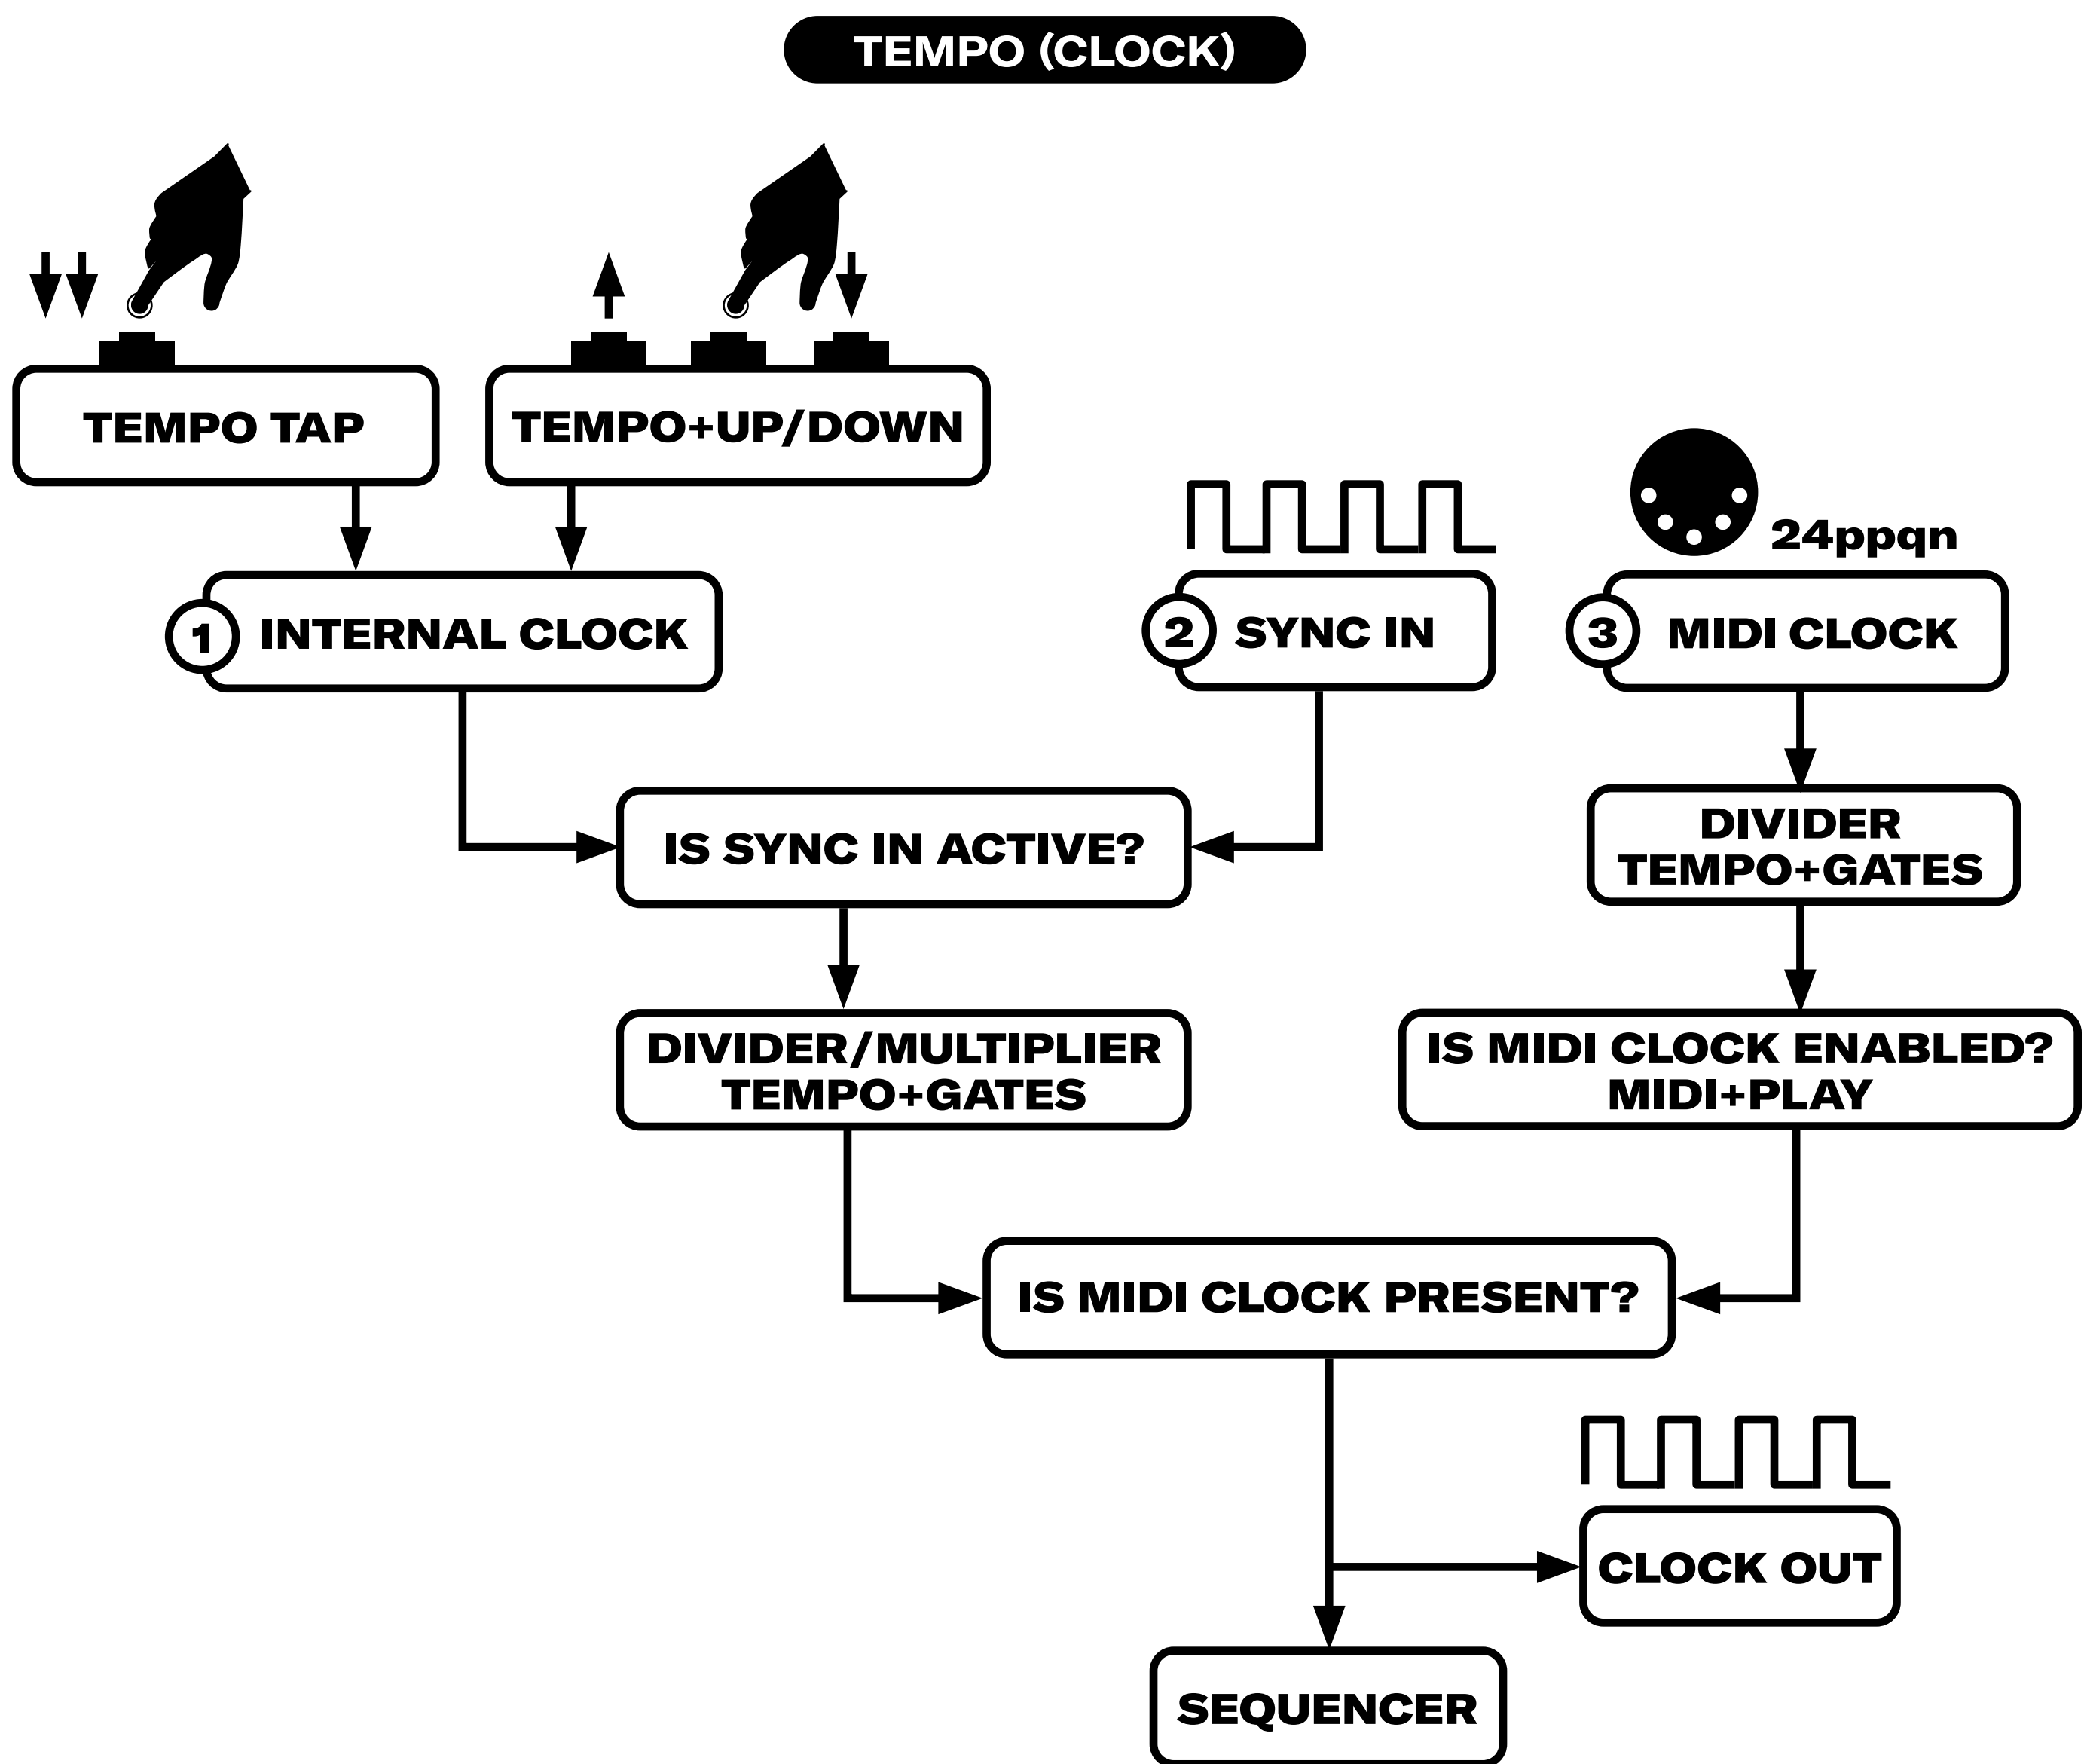 TEMPO (CLOCK)
TEMPO TAP
TEMPO+UP/DOWN
24ppqn
1
INTERNAL CLOCK
2
SYNC IN
3
MIDI CLOCK
IS SYNC IN ACTIVE?
DIVIDER
TEMPO+GATES
DIVIDER/MULTIPLIER
TEMPO+GATES
IS MIDI CLOCK ENABLED?
MIDI+PLAY
IS MIDI CLOCK PRESENT?
CLOCK OUT
SEQUENCER